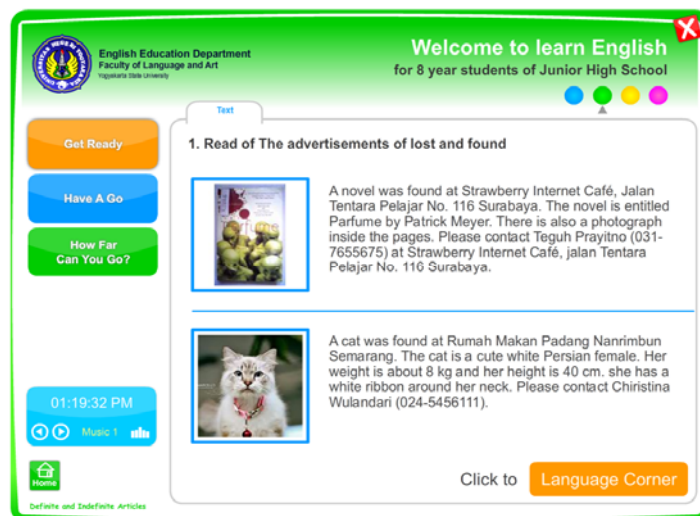 English Education Department
Faculty of Language and Art
Yogyakarta State University
Welcome to learn English
for 8 year students of Junior High School
Text
Get Ready
Have A Go
How Far
Can You Go?
1. Read of The advertisements of lost and found
A novel was found at Strawberry Internet Café, Jalan
Tentara Pelajar No. 116 Surabaya. The novel is entitled
Parfume by Patrick Meyer. There is also a photograph
inside the pages. Please contact Teguh Prayitno (031-
7655675) at Strawberry Internet Café, jalan Tentara
Pelajar No. 116 Surabaya.
A cat was found at Rumah Makan Padang Nanrimbun
Semarang. The cat is a cute white Persian female. Her
weight is about 8 kg and her height is 40 cm. she has a
white ribbon around her neck. Please contact Chiristina
Wulandari (024-5456111).
01:19:32 PM
Music 1
Home
Definite and Indefinite Articles
Click to
Language Corner